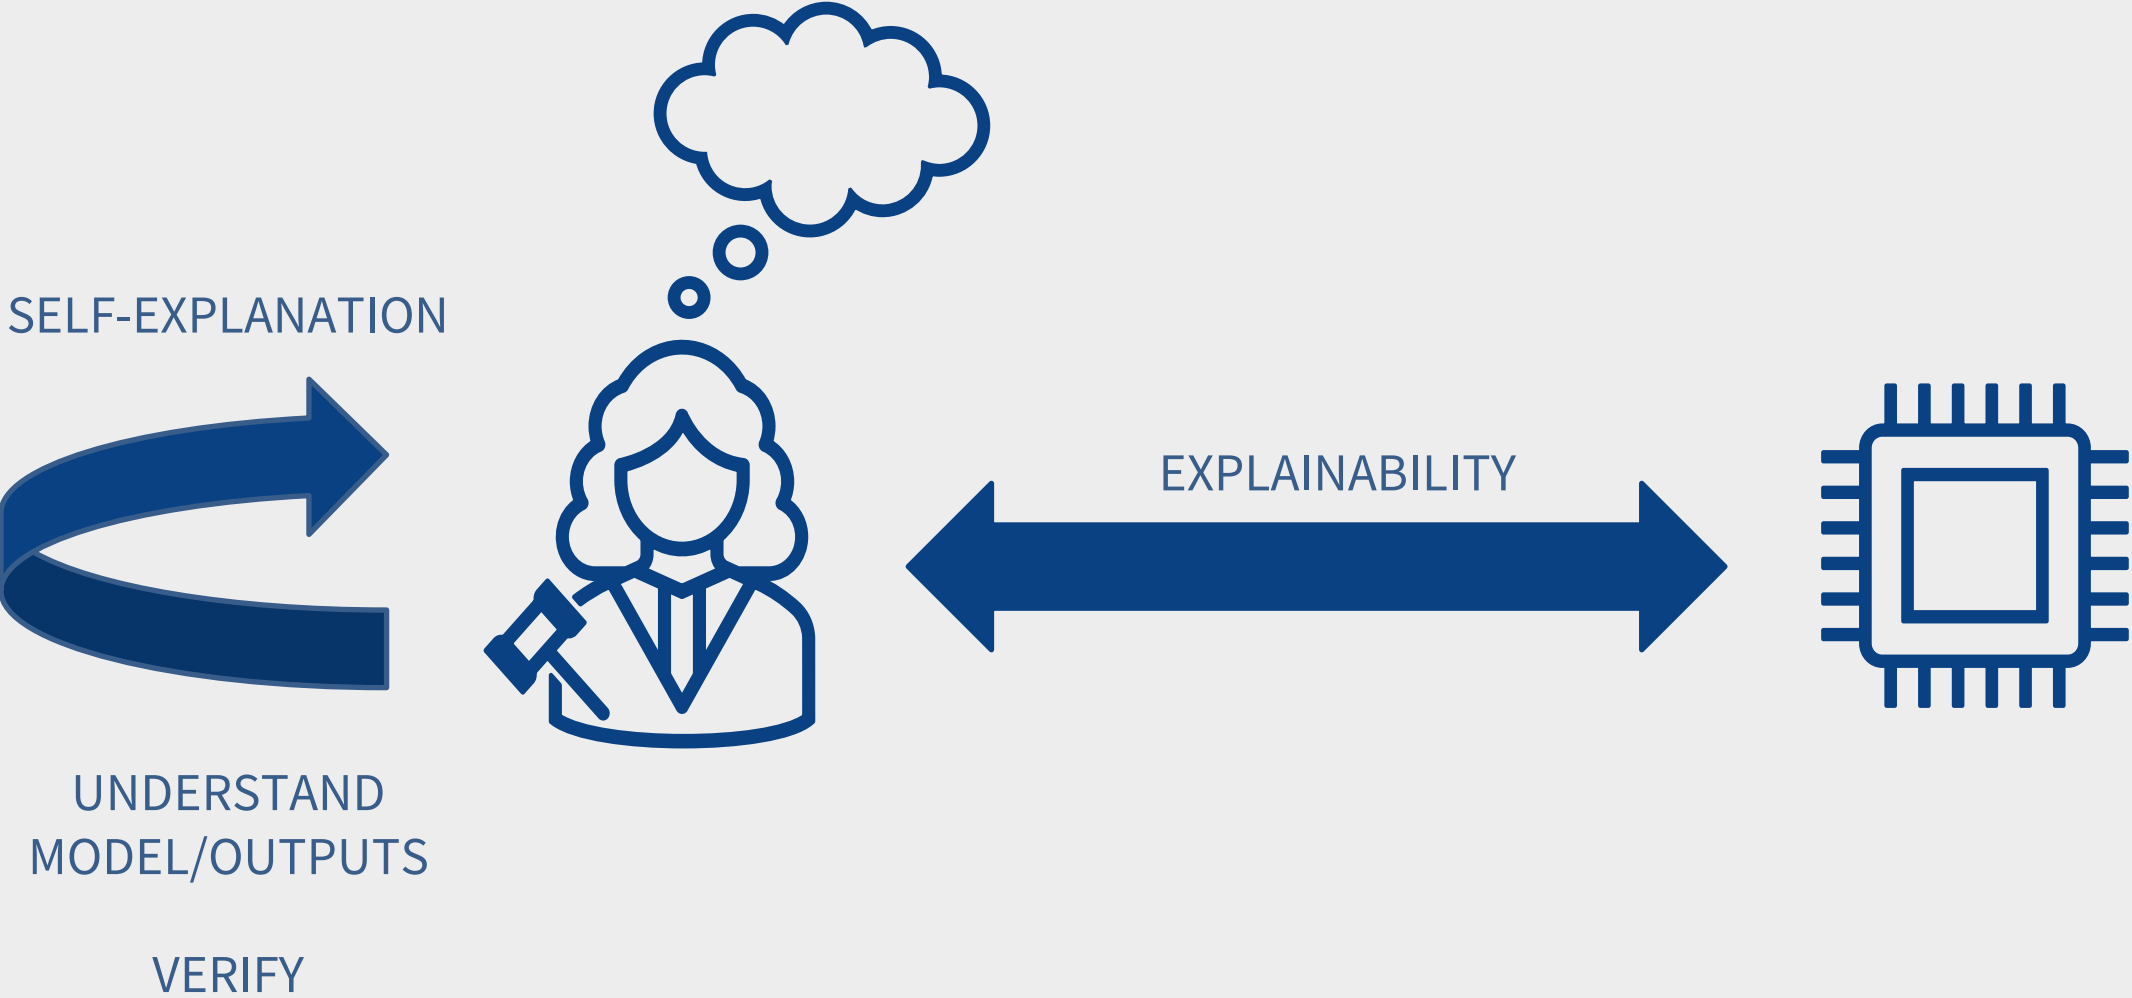 SELF-EXPLANATION
EXPLAINABILITY
UNDERSTAND
MODEL/OUTPUTS
VERIFY